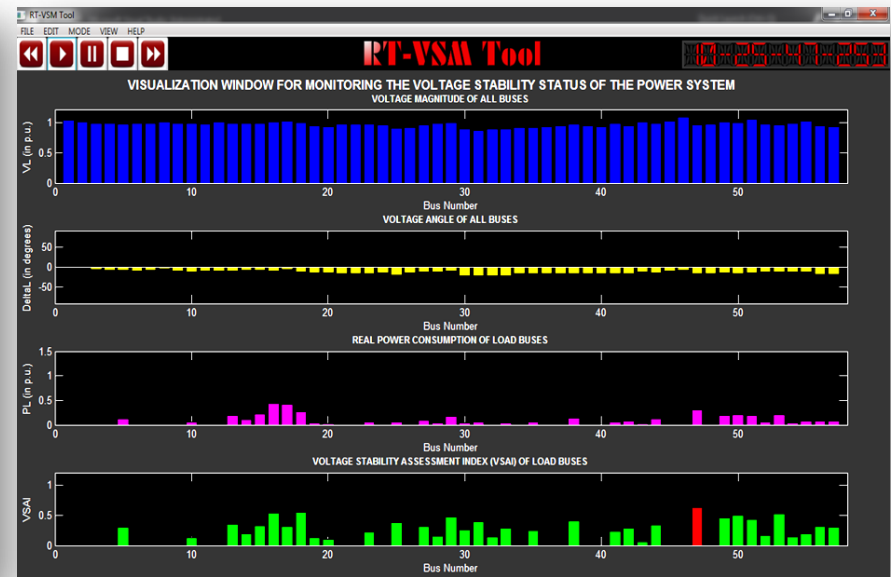 RT-VSM Tool
FILE EDIT MODE VIEW HELP
RT-VSM Tool
VISUALIZATION WINDOW FOR MONITORING THE VOLTAGE STABILITY STATUS OF THE POWER SYSTEM
VOLTAGE MAGNITUDE OF ALL BUSES
VL (in p.u.)
1
0.5
0
0 10 20 30 40 50
Bus Number
VOLTAGE ANGLE OF ALL BUSES
DeltaL (in degrees)
50
0
-50
0 10 20 30 40 50
Bus Number
REAL POWER CONSUMPTION OF LOAD BUSES
PL (in p.u.)
1.5
1
0.5
0
0 10 20 30 40 50
Bus Number
VOLTAGE STABILITY ASSESSMENT INDEX (VSAI) OF LOAD BUSES
VSAI
1
0.5
0
0 10 20 30 40 50
Bus Number